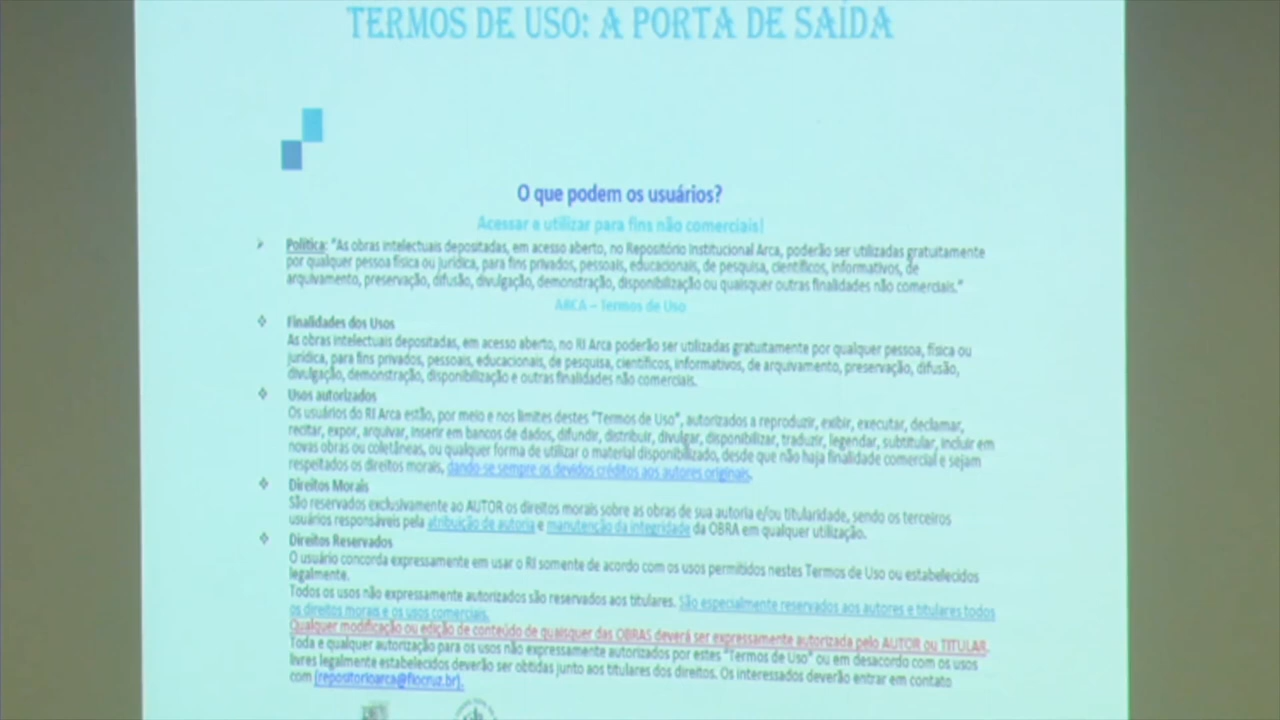 TERMOS DE USO: A PORTA DE SAÍDA
O que podem os usuários?
Acessar e utilizar para fins não comerciais!
Política: "As obras intelectuais depositadas, em acesso aberto, no Repositório Institucional Arca, poderão ser utilizadas gratuitamente
por qualquer pessoa física ou jurídica, para fins privados, pessoais, educacionais, de pesquisa, científicos, informativos, de
arquivamento, preservação, difusão, divulgação, demonstração, disponibilização ou quaisquer outras finalidades não comerciais."
ARCA – Termos de Uso
Finalidades dos Usos
As obras intelectuais depositadas, em acesso aberto, no RI Arca poderão ser utilizadas gratuitamente por qualquer pessoa, física ou
jurídica, para fins privados, pessoais, educacionais, de pesquisa, científicos, informativos, de arquivamento, preservação, difusão,
divulgação, demonstração, disponibilização e outras finalidades não comerciais.
Usos autorizados
Os usuários do RI Arca estão, por meio e nos limites destes "Termos de Uso", autorizados a reproduzir, exibir, executar, declamar,
recitar, expor, arquivar, inserir em bancos de dados, difundir, distribuir, divulgar, disponibilizar, traduzir, legendar, subtitular, incluir em
novas obras ou coletâneas, ou qualquer forma de utilizar o material disponibilizado, desde que não haja finalidade comercial e sejam
respeitados os direitos morais, dando-se sempre os devidos créditos aos autores originais.
Direitos Morais
São reservados exclusivamente ao AUTOR os direitos morais sobre as obras de sua autoria e/ou titularidade, sendo os terceiros
usuários responsáveis pela atribuição de autoria e manutenção da integridade da OBRA em qualquer utilização.
Direitos Reservados
O usuário concorda expressamente em usar o RI somente de acordo com os usos permitidos nestes Termos de Uso ou estabelecidos
legalmente.
Todos os usos não expressamente autorizados são reservados aos titulares. São especialmente reservados aos autores e titulares todos
os direitos morais e os usos comerciais.
Qualquer modificação ou edição de conteúdo de quaisquer das OBRAS deverá ser expressamente autorizada pelo AUTOR ou TITULAR.
Toda e qualquer autorização para os usos não expressamente autorizados por estes "Termos de Uso" ou em desacordo com os usos
livres legalmente estabelecidos deverão ser obtidas junto aos titulares dos direitos. Os interessados deverão entrar em contato
com (repositorioarca@fiocruz.br).